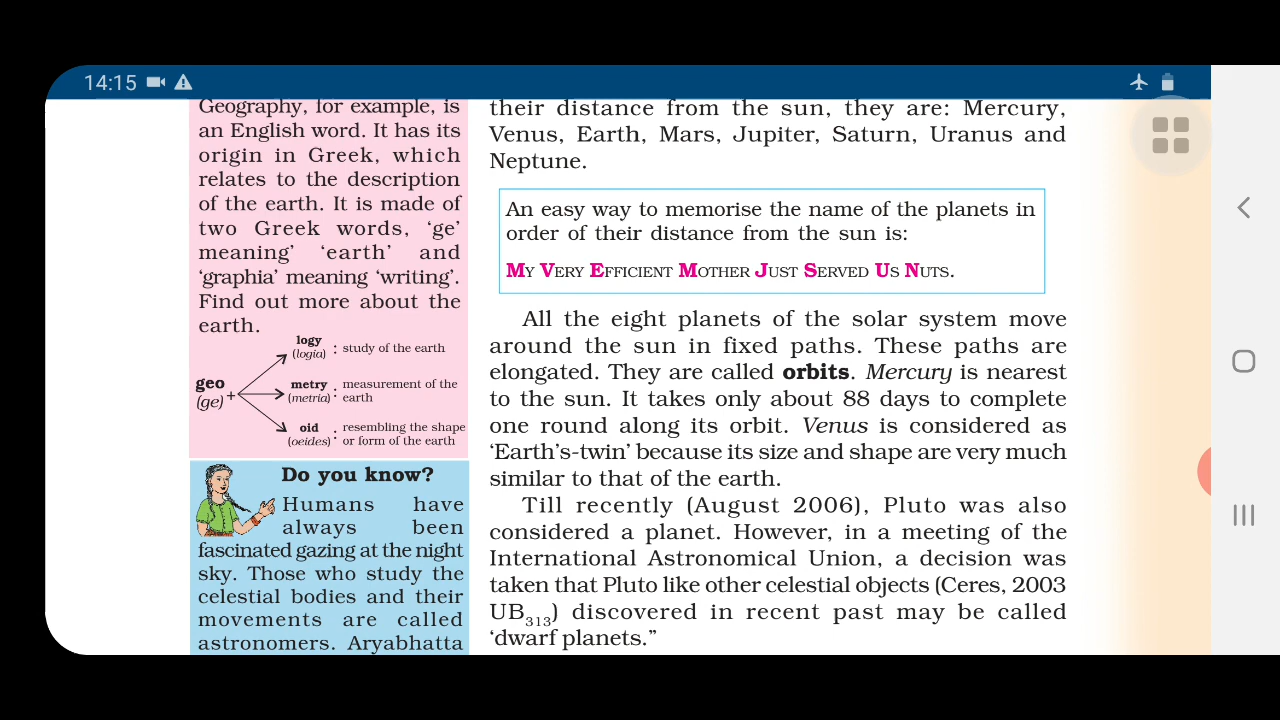 14:15
Geography, for example, is
an English word. It has its
origin in Greek, which
relates to the description
of the earth. It is made of
two Greek words, ‘ge’
meaning’ ‘earth’ and
‘graphia’ meaning ‘writing’.
Find out more about the
earth.
geo
(ge) +
logy
(logia) : study of the earth
metry : measurement of the
(metria) earth
oid : resembling the shape
(oeides) or form of the earth
Do you know?
Humans have
always been
fascinated gazing at the night
sky. Those who study the
celestial bodies and their
movements are called
astronomers. Aryabhatta
their distance from the sun, they are: Mercury,
Venus, Earth, Mars, Jupiter, Saturn, Uranus and
Neptune.
An easy way to memorise the name of the planets in
order of their distance from the sun is:
MY VERY EFFICIENT MOTHER JUST SERVED US NUTS.
All the eight planets of the solar system move
around the sun in fixed paths. These paths are
elongated. They are called orbits. Mercury is nearest
to the sun. It takes only about 88 days to complete
one round along its orbit. Venus is considered as
‘Earth’s-twin’ because its size and shape are very much
similar to that of the earth.
Till recently (August 2006), Pluto was also
considered a planet. However, in a meeting of the
International Astronomical Union, a decision was
taken that Pluto like other celestial objects (Ceres, 2003
UB313) discovered in recent past may be called
‘dwarf planets.”